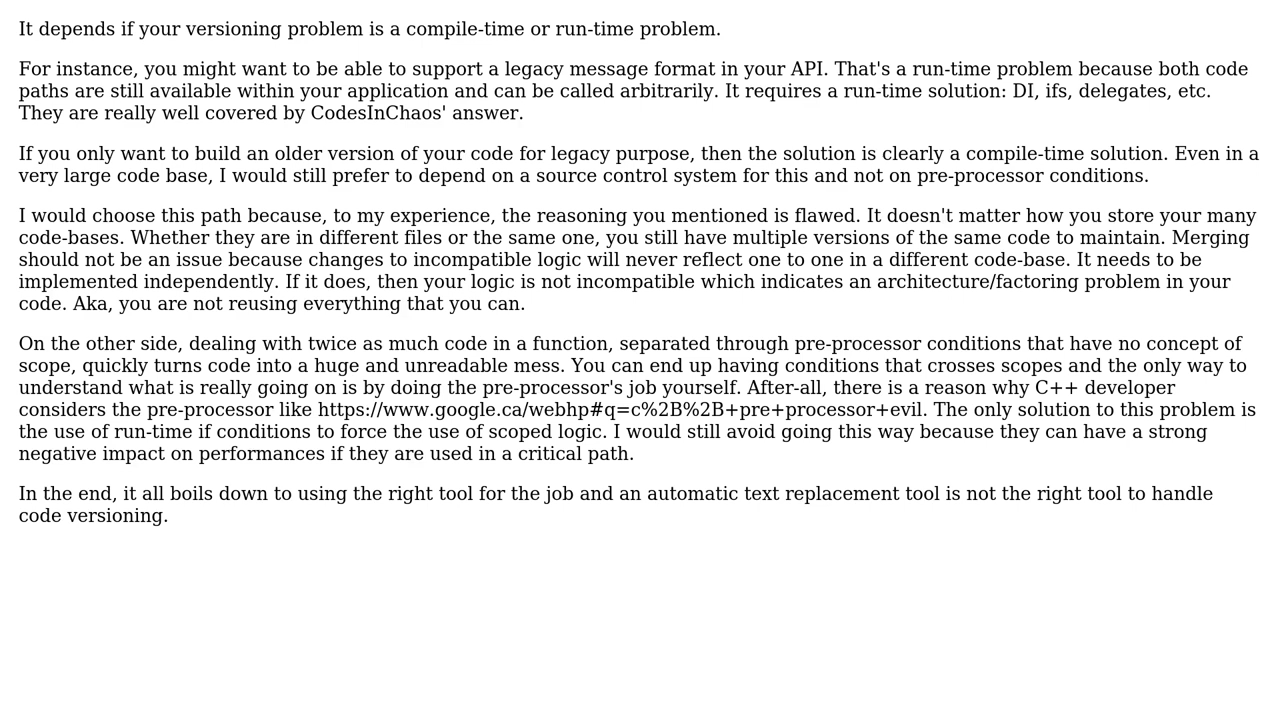 It depends if your versioning problem is a compile-time or run-time problem.
For instance, you might want to be able to support a legacy message format in your API. That's a run-time problem because both code
paths are still available within your application and can be called arbitrarily. It requires a run-time solution: DI, ifs, delegates, etc.
They are really well covered by CodesInChaos' answer.
If you only want to build an older version of your code for legacy purpose, then the solution is clearly a compile-time solution. Even in a
very large code base, I would still prefer to depend on a source control system for this and not on pre-processor conditions.
I would choose this path because, to my experience, the reasoning you mentioned is flawed. It doesn't matter how you store your many
code-bases. Whether they are in different files or the same one, you still have multiple versions of the same code to maintain. Merging
should not be an issue because changes to incompatible logic will never reflect one to one in a different code-base. It needs to be
implemented independently. If it does, then your logic is not incompatible which indicates an architecture/factoring problem in your
code. Aka, you are not reusing everything that you can.
On the other side, dealing with twice as much code in a function, separated through pre-processor conditions that have no concept of
scope, quickly turns code into a huge and unreadable mess. You can end up having conditions that crosses scopes and the only way to
understand what is really going on is by doing the pre-processor's job yourself. After-all, there is a reason why C++ developer
considers the pre-processor like https://www.google.ca/webhp#q=c%2B%2B+pre+processor+evil. The only solution to this problem is
the use of run-time if conditions to force the use of scoped logic. I would still avoid going this way because they can have a strong
negative impact on performances if they are used in a critical path.
In the end, it all boils down to using the right tool for the job and an automatic text replacement tool is not the right tool to handle
code versioning.